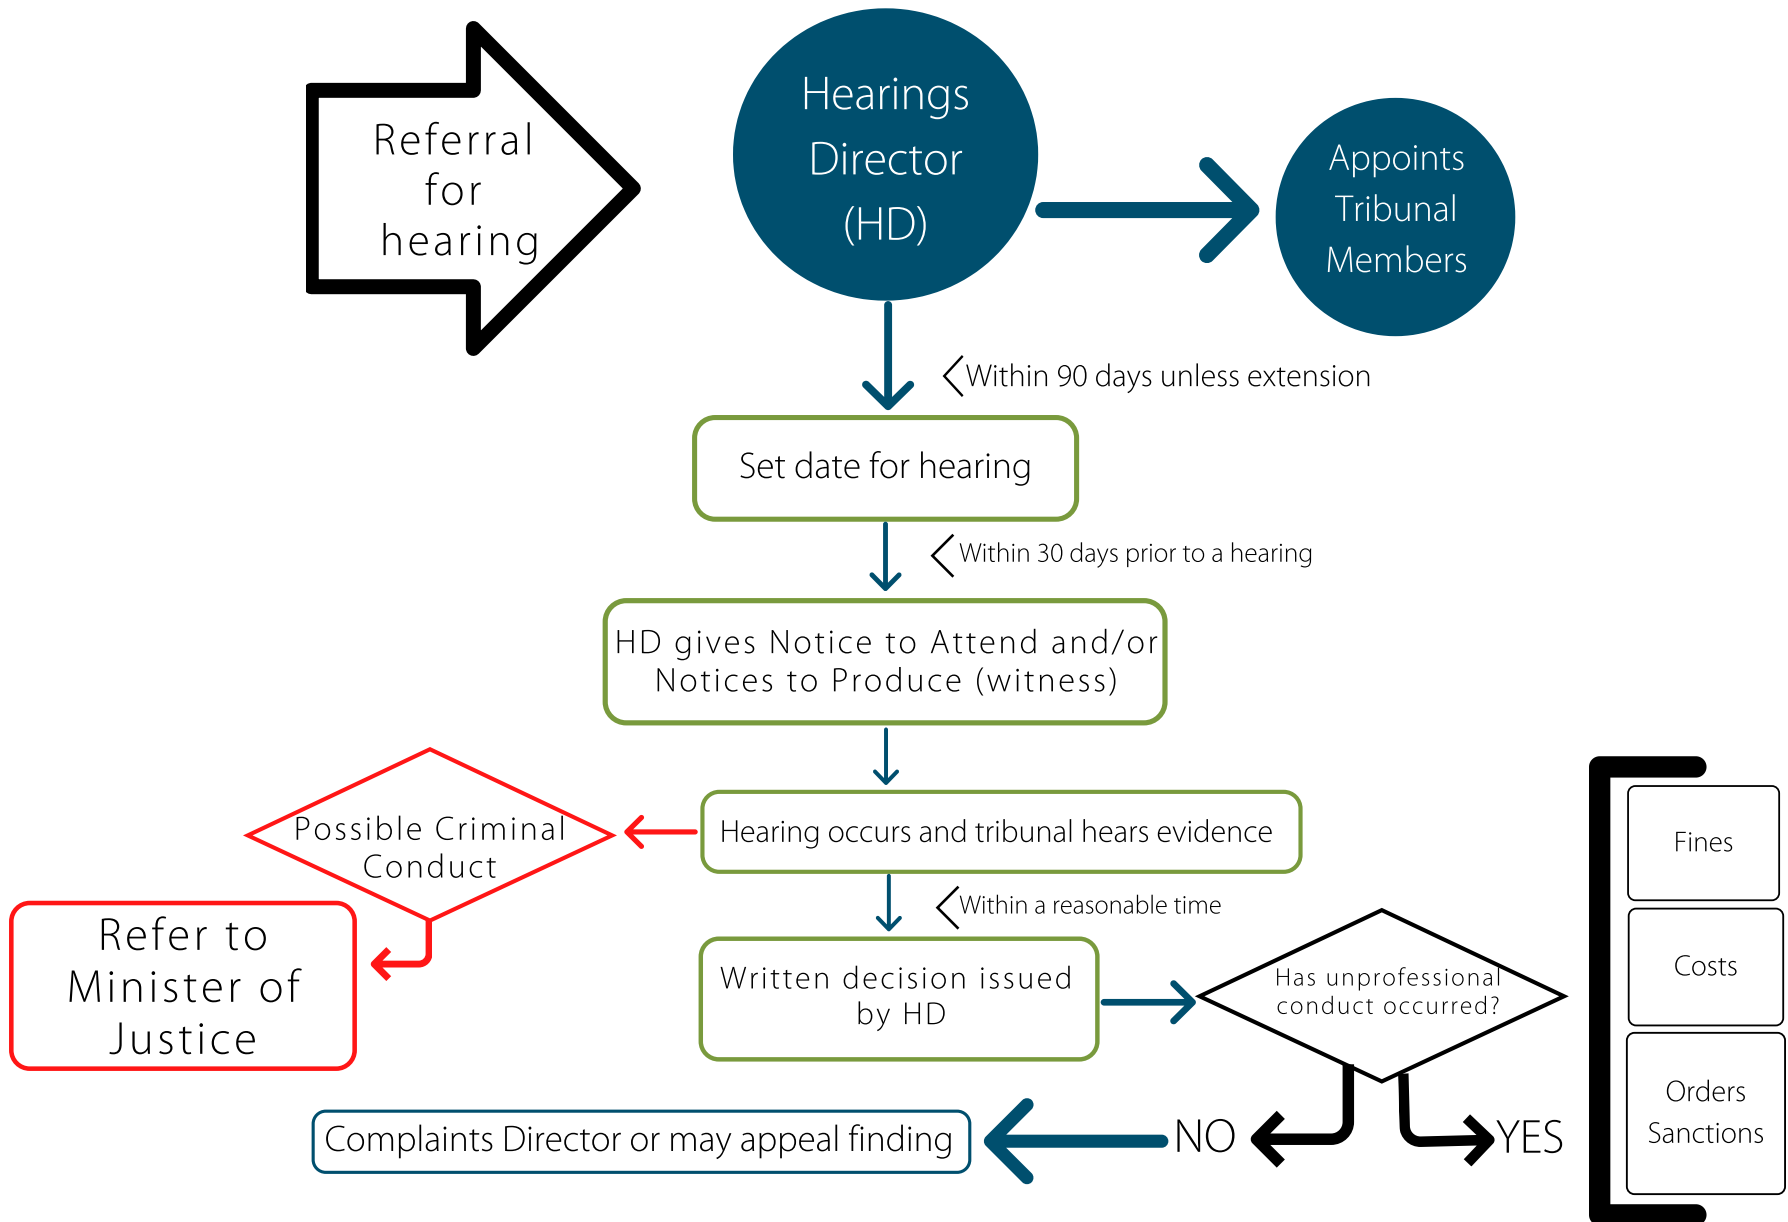 Referral
for
hearing
Hearings
Director
(HD)
Appoints
Tribunal
Members
Within 90 days unless extension
Set date for hearing
Within 30 days prior to a hearing
HD gives Notice to Attend and/or
Notices to Produce (witness)
Possible Criminal
Conduct
Hearing occurs and tribunal hears evidence
Refer to
Minister of
Justice
Within a reasonable time
Written decision issued
by HD
Has unprofessional
conduct occurred?
NO
YES
Complaints Director or may appeal finding
Fines
Costs
Orders
Sanctions